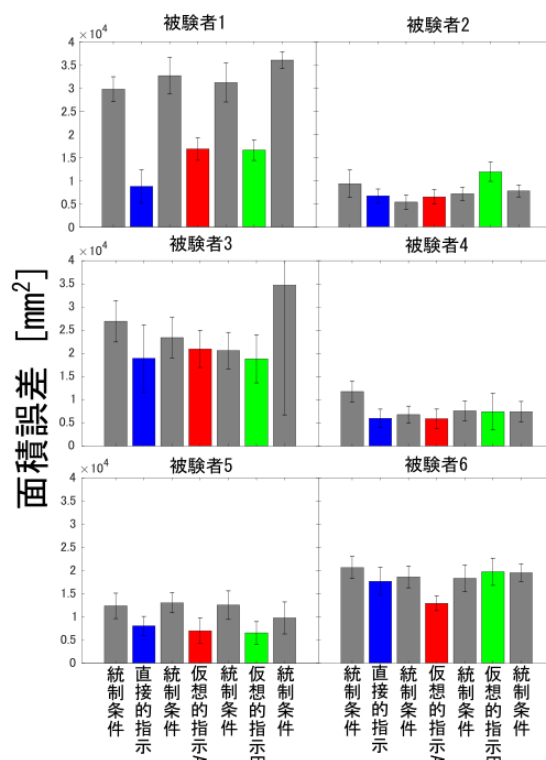 被験者1
被験者2
×10⁴
4
3.5
3
2.5
2
1.5
1
0.5
0
被験者3
被験者4
×10⁴
4
3.5
3
2.5
2
1.5
1
0.5
0
被験者5
被験者6
×10⁴
4
3.5
3
2.5
2
1.5
1
0.5
0
面積誤差 [mm²]
統制条件
直接的指示
統制条件
仮想的指示A
統制条件
仮想的指示
統制条件
統制条件
直接的指示
統制条件
仮想的指示A
統制条件
仮想的指示
統制条件